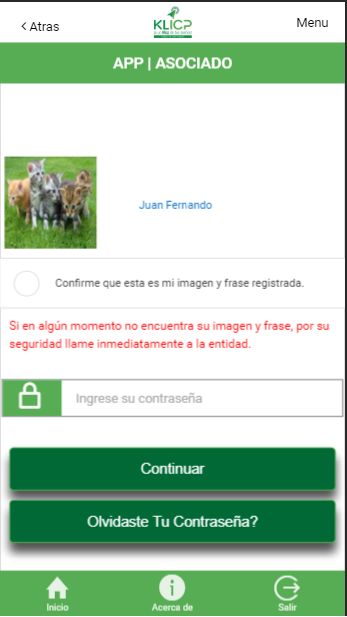 < Atras
KLICP
Menu
APP | ASOCIADO
Juan Fernando
Confirme que esta es mi imagen y frase registrada.
Si en algún momento no encuentra su imagen y frase, por su
seguridad llame inmediatamente a la entidad.
Ingrese su contraseña
Continuar
Olvidaste Tu Contraseña?
Inicio
Acerca de
Salir